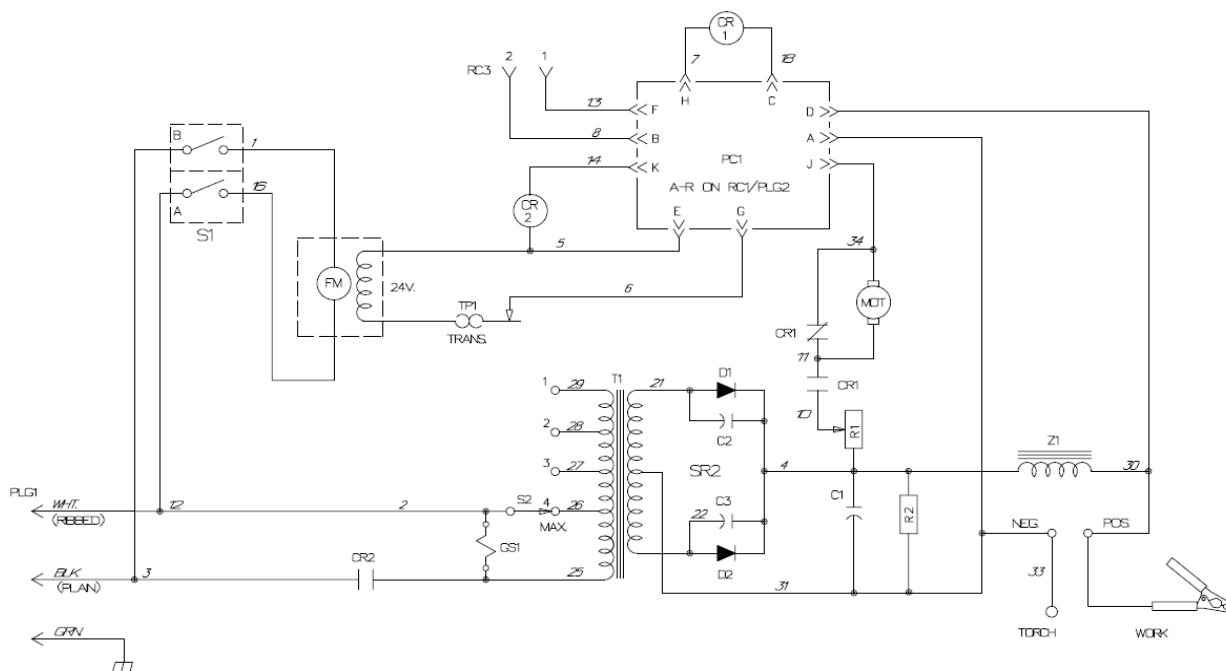 CR
1
2
1
7
18
RC3
13
F
H
C
D
B
8
B
A
1
14
K
PC1
J
16
A-R ON RC1/PLG2
A
CR
2
E
G
S1
5
34
FM
24V.
6
MOT
TP1
TRANS.
CR1
11
D1
1
29
T1
21
CR1
2
28
C2
10
R1
3
27
SR2
4
Z1
30
PLG1
WHT.
(RIBBED)
12
2
S2
4
26
MAX.
C3
22
C1
R2
NEG.
POS.
GS1
CR2
BLK
(PLAN)
3
25
D2
31
33
GRN
TORCH
WORK